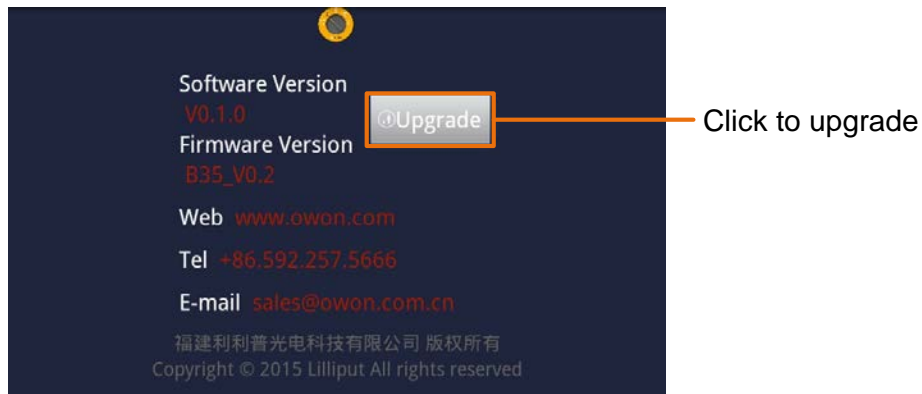 Software Version
V0.1.0
Upgrade
Click to upgrade
Firmware Version
B35_V0.2
Web www.owon.com
Tel +86.592.257.5666
E-mail sales@owon.com.cn
福建利利普光电科技有限公司 版权所有
Copyright © 2015 Lilliput All rights reserved